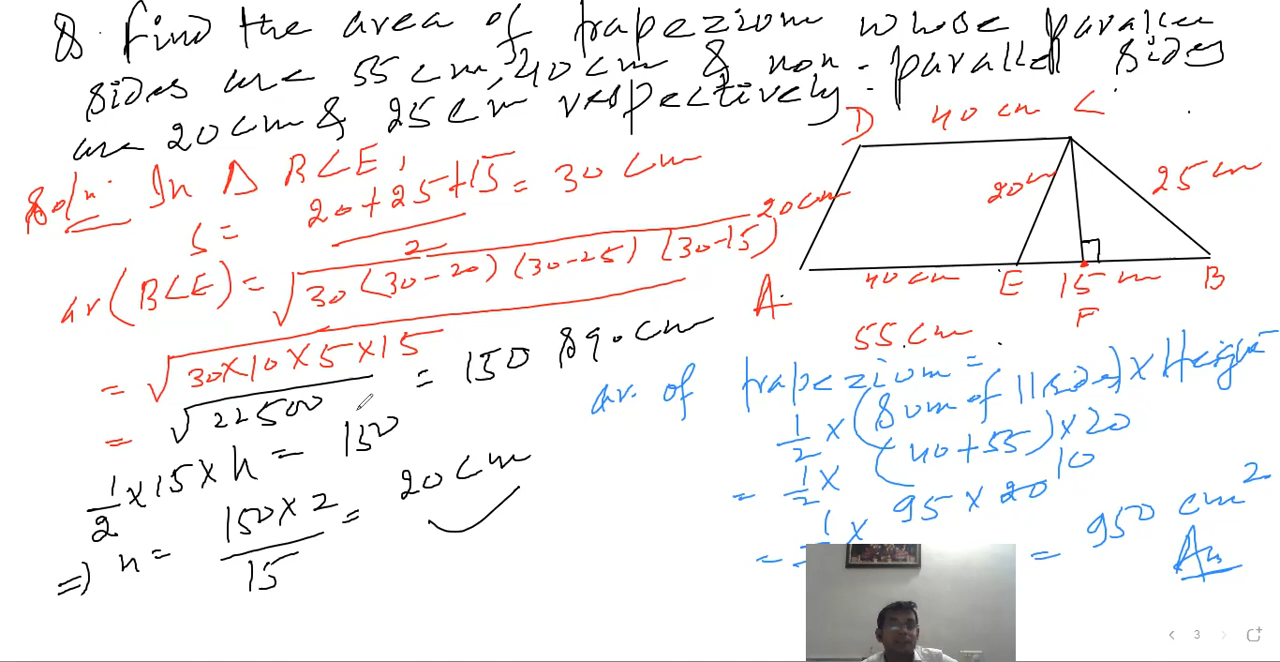 Q. Find the area of trapezium whose parallel
sides are 55 cm, 40 cm & non-parallel sides
are 20 cm & 25 cm respectively.
Soln. In Δ BCE,
S = 20+25+15 / 2 = 30 cm
ar(BCE) = √30(30-20)(30-25)(30-15)
= √30×10×5×15
= √22500 = 150 sq. cm
1/2 × 15 × h = 150
=> h = 150×2 / 15 = 20 cm
D 40 cm C
20 cm 20 cm 25 cm
A 40 cm E 15 cm B
F
55 cm
ar. of trapezium =
1/2 × (Sum of || sides) × Height
= 1/2 × (40+55) × 20
= 1/2 × 95 × 20 10
= 950 cm²
Ans
3